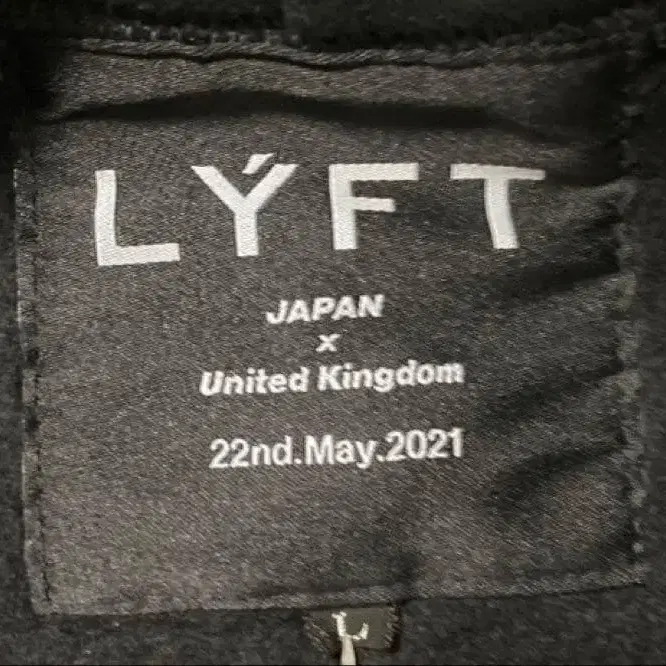 LÝFT
JAPAN
x
United Kingdom
22nd.May.2021
L